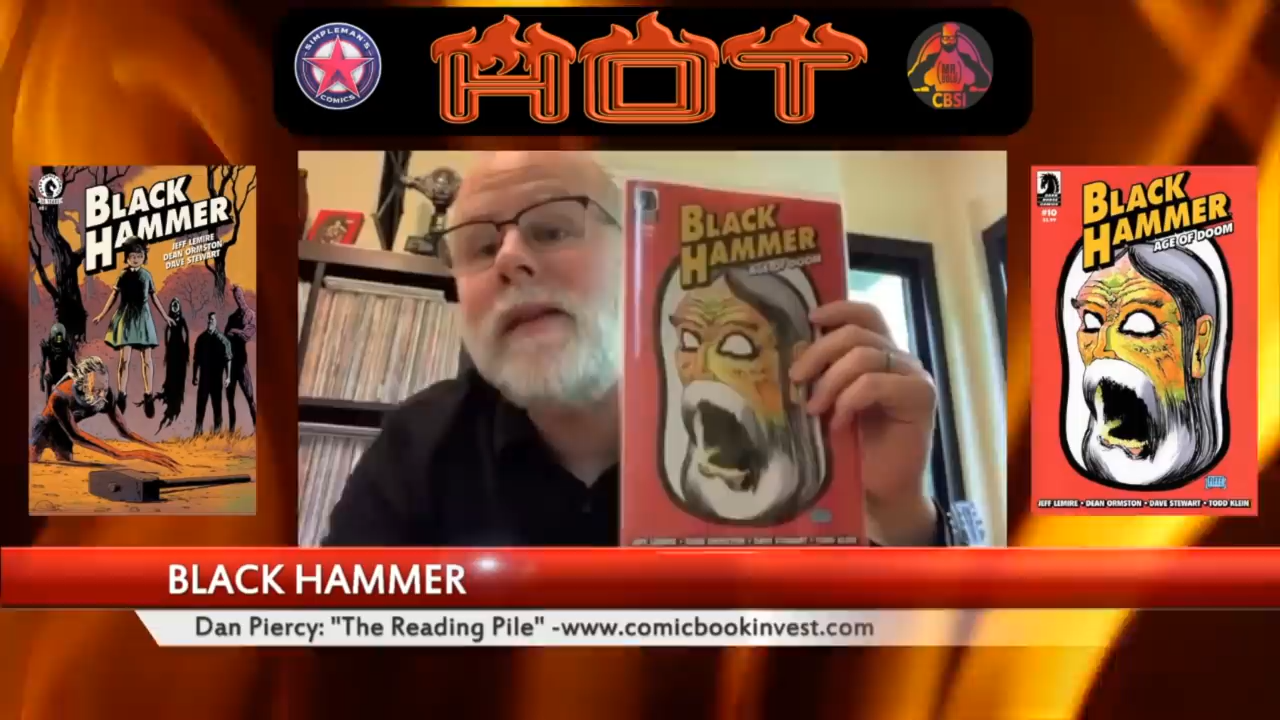 SIMPLEMAN'S
COMICS
HOT
MR.
BOLO
CBSI
BLACK
HAMMER
JEFF LEMIRE
DEAN ORMSTON
DAVE STEWART
BLACK
HAMMER
AGE OF DOOM
BLACK
HAMMER
AGE OF DOOM
#10
JEFF LEMIRE • DEAN ORMSTON • DAVE STEWART • TODD KLEIN
BLACK HAMMER
Dan Piercy: "The Reading Pile" -www.comicbookinvest.com